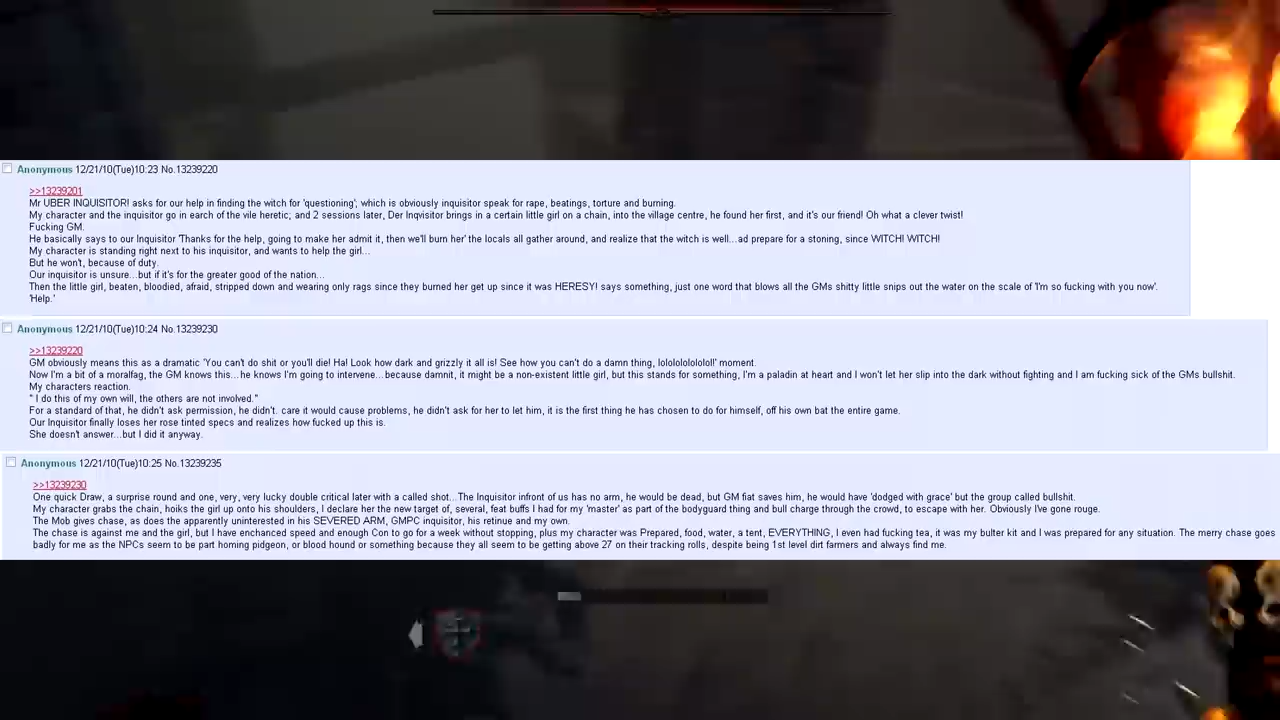 Anonymous 12/21/10(Tue)10:23 No.13239220
>>13239201
Mr UBER INQUISITOR! asks for our help in finding the witch for 'questioning', which is obviously inquisitor speak for rape, beatings, torture and burning.
My character and the inquisitor go in earch of the vile heretic; and 2 sessions later, Der Inqvisitor brings in a certain little girl on a chain, into the village centre, he found her first, and it's our friend! Oh what a clever twist!
Fucking GM.
He basically says to our Inquisitor 'Thanks for the help, going to make her admit it, then we'll burn her' the locals all gather around, and realize that the witch is well...ad prepare for a stoning, since WITCH! WITCH!
My character is standing right next to his inquisitor, and wants to help the girl...
But he won't, because of duty.
Our inquisitor is unsure...but if it's for the greater good of the nation...
Then the little girl, beaten, bloodied, afraid, stripped down and wearing only rags since they burned her get up since it was HERESY! says something, just one word that blows all the GMs shitty little snips out the water on the scale of 'I'm so fucking with you now'.
'Help.'
Anonymous 12/21/10(Tue)10:24 No.13239230
>>13239220
GM obviously means this as a dramatic 'You can't do shit or you'll die! Ha! Look how dark and grizzly it all is! See how you can't do a damn thing, lolololololol!' moment.
Now I'm a bit of a moralfag, the GM knows this...he knows I'm going to intervene...because damnit, it might be a non-existent little girl, but this stands for something, I'm a paladin at heart and I won't let her slip into the dark without fighting and I am fucking sick of the GMs bullshit.
My characters reaction.
" I do this of my own will, the others are not involved."
For a standard of that, he didn't ask permission, he didn't. care it would cause problems, he didn't ask for her to let him, it is the first thing he has chosen to do for himself, off his own bat the entire game.
Our Inquisitor finally loses her rose tinted specs and realizes how fucked up this is.
She doesn't answer...but I did it anyway.
Anonymous 12/21/10(Tue)10:25 No.13239235
>>13239230
One quick Draw, a surprise round and one, very, very lucky double critical later with a called shot...The Inquisitor infront of us has no arm, he would be dead, but GM fiat saves him, he would have 'dodged with grace' but the group called bullshit.
My character grabs the chain, hoiks the girl up onto his shoulders, I declare her the new target of, several, feat buffs I had for my 'master' as part of the bodyguard thing and bull charge through the crowd, to escape with her. Obviously I've gone rouge.
The Mob gives chase, as does the apparently uninterested in his SEVERED ARM, GMPC inquisitor, his retinue and my own.
The chase is against me and the girl, but I have enchanced speed and enough Con to go for a week without stopping, plus my character was Prepared, food, water, a tent, EVERYTHING, I even had fucking tea, it was my bulter kit and I was prepared for any situation. The merry chase goes
badly for me as the NPCs seem to be part homing pidgeon, or blood hound or something because they all seem to be getting above 27 on their tracking rolls, despite being 1st level dirt farmers and always find me.